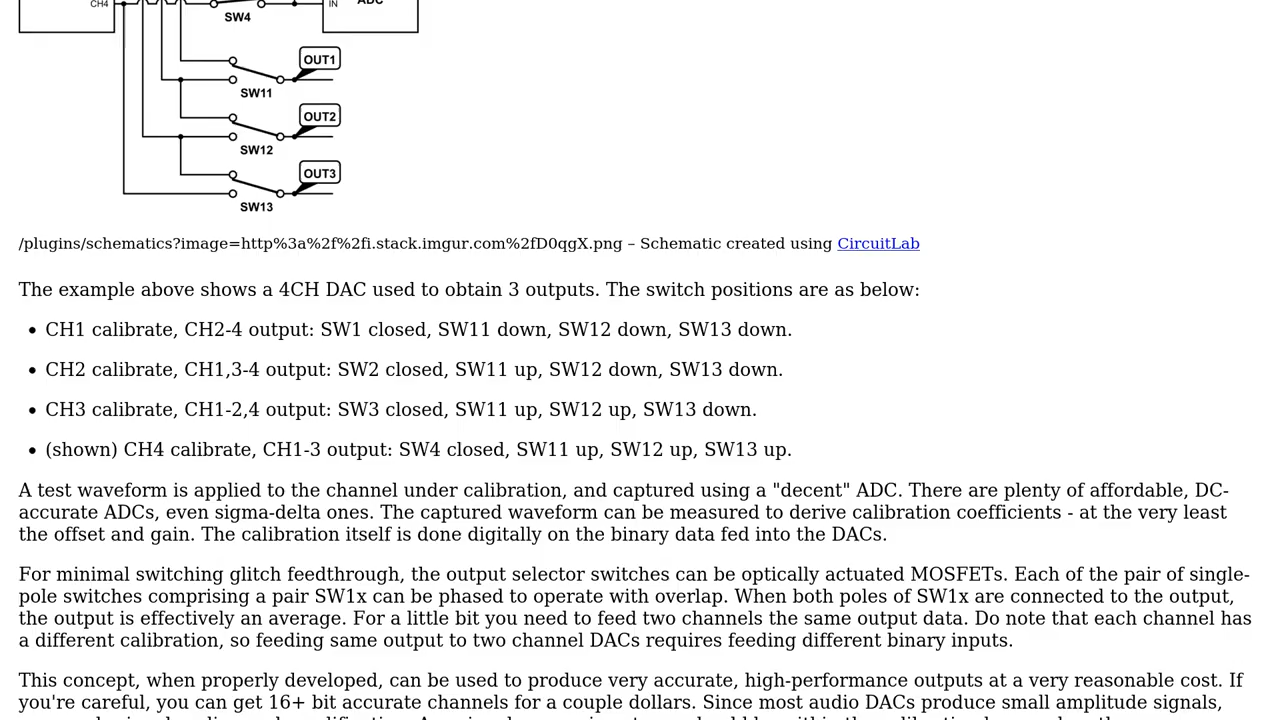 CH4
SW4
IN
ADC
OUT1
SW11
OUT2
SW12
OUT3
SW13
/plugins/schematics?image=http%3a%2f%2fi.stack.imgur.com%2fD0qgX.png – Schematic created using CircuitLab
The example above shows a 4CH DAC used to obtain 3 outputs. The switch positions are as below:
• CH1 calibrate, CH2-4 output: SW1 closed, SW11 down, SW12 down, SW13 down.
• CH2 calibrate, CH1,3-4 output: SW2 closed, SW11 up, SW12 down, SW13 down.
• CH3 calibrate, CH1-2,4 output: SW3 closed, SW11 up, SW12 up, SW13 down.
• (shown) CH4 calibrate, CH1-3 output: SW4 closed, SW11 up, SW12 up, SW13 up.
A test waveform is applied to the channel under calibration, and captured using a "decent" ADC. There are plenty of affordable, DC-
accurate ADCs, even sigma-delta ones. The captured waveform can be measured to derive calibration coefficients - at the very least
the offset and gain. The calibration itself is done digitally on the binary data fed into the DACs.
For minimal switching glitch feedthrough, the output selector switches can be optically actuated MOSFETs. Each of the pair of single-
pole switches comprising a pair SW1x can be phased to operate with overlap. When both poles of SW1x are connected to the output,
the output is effectively an average. For a little bit you need to feed two channels the same output data. Do note that each channel has
a different calibration, so feeding same output to two channel DACs requires feeding different binary inputs.
This concept, when properly developed, can be used to produce very accurate, high-performance outputs at a very reasonable cost. If
you're careful, you can get 16+ bit accurate channels for a couple dollars. Since most audio DACs produce small amplitude signals,